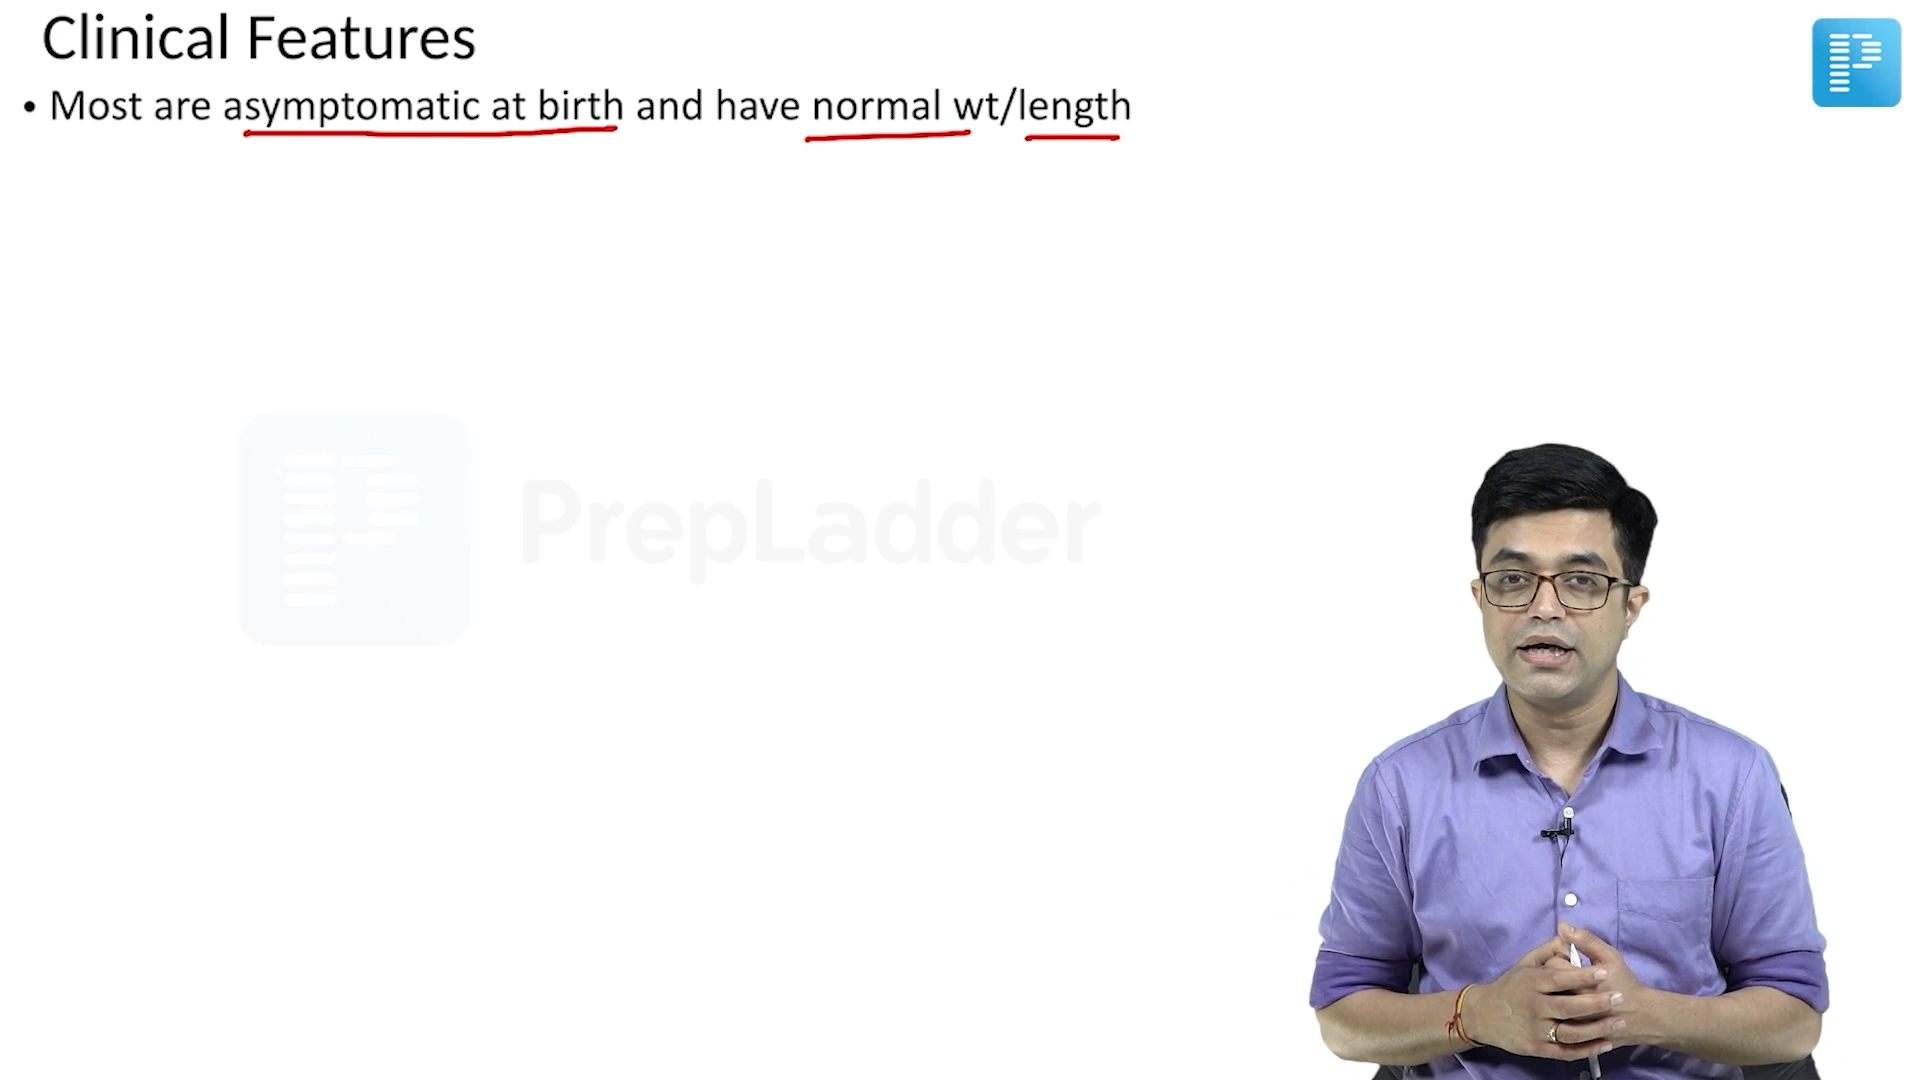 Clinical Features
• Most are asymptomatic at birth and have normal wt/length
PrepLadder